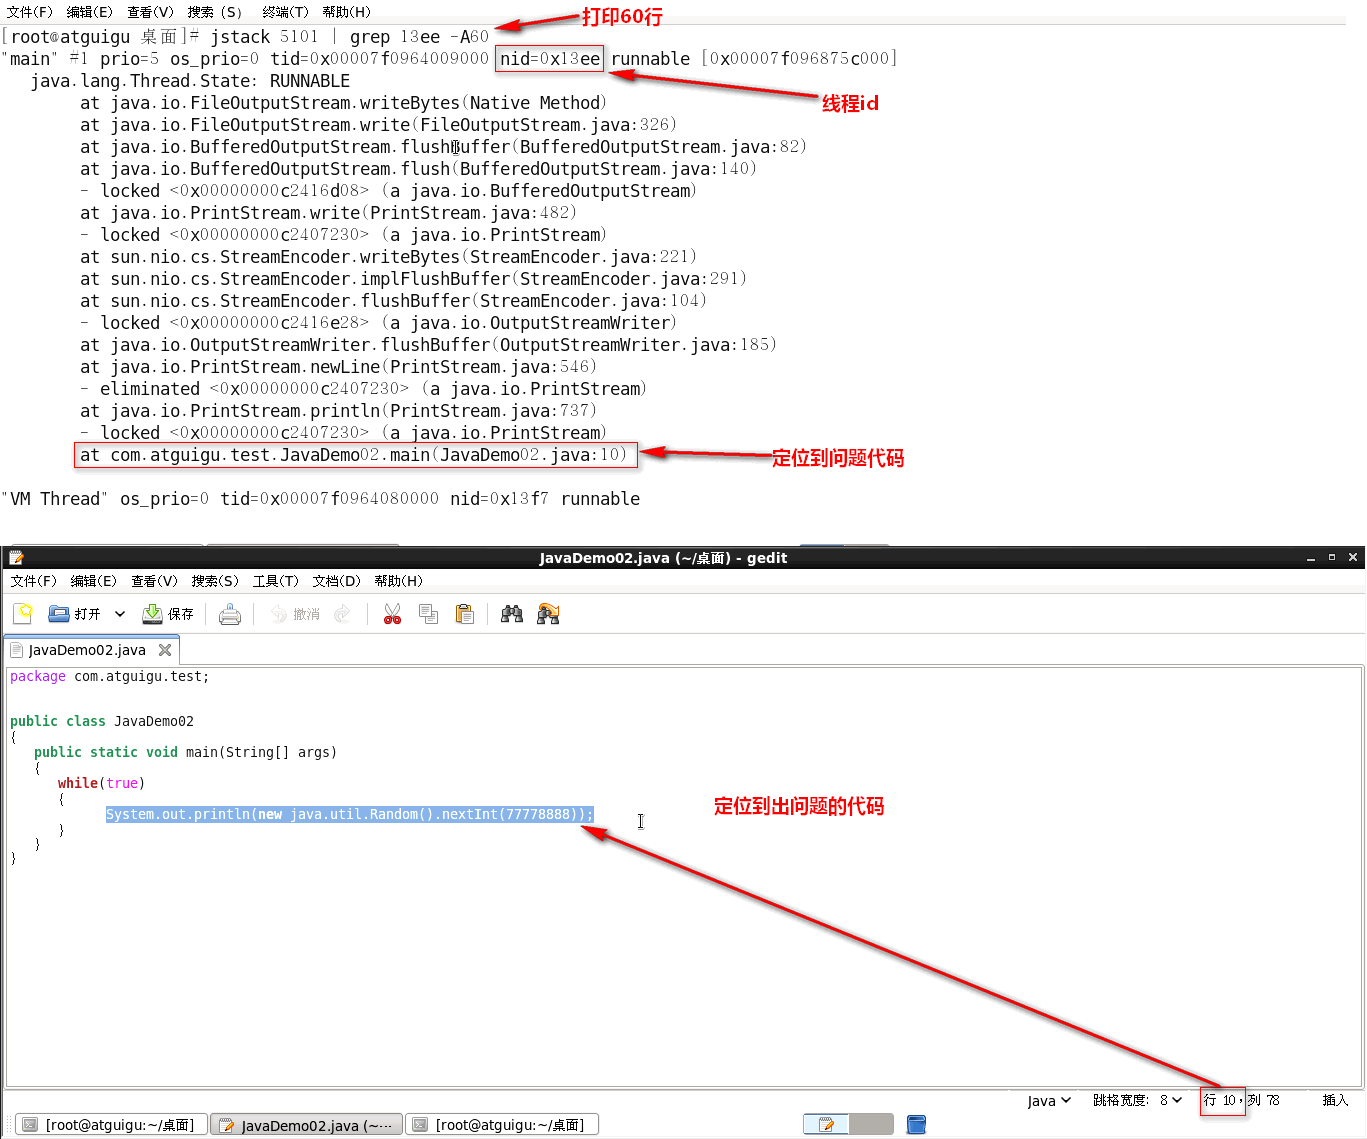 文件(F) 编辑(E) 查看(V) 搜索 (S) 终端(T) 帮助(H)
打印60行
[root@atguigu 桌面]# jstack 5101 | grep 13ee -A60
"main" #1 prio=5 os_prio=0 tid=0x00007f0964009000 nid=0x13ee runnable [0x00007f096875c000]
java.lang.Thread.State: RUNNABLE
线程id
at java.io.FileOutputStream.writeBytes(Native Method)
at java.io.FileOutputStream.write(FileOutputStream.java:326)
at java.io.BufferedOutputStream.flushBuffer(BufferedOutputStream.java:82)
at java.io.BufferedOutputStream.flush(BufferedOutputStream.java:140)
- locked <0x00000000c2416d08> (a java.io.BufferedOutputStream)
at java.io.PrintStream.write(PrintStream.java:482)
- locked <0x00000000c2407230> (a java.io.PrintStream)
at sun.nio.cs.StreamEncoder.writeBytes(StreamEncoder.java:221)
at sun.nio.cs.StreamEncoder.implFlushBuffer(StreamEncoder.java:291)
at sun.nio.cs.StreamEncoder.flushBuffer(StreamEncoder.java:104)
- locked <0x00000000c2416e28> (a java.io.OutputStreamWriter)
at java.io.OutputStreamWriter.flushBuffer(OutputStreamWriter.java:185)
at java.io.PrintStream.newLine(PrintStream.java:546)
- eliminated <0x00000000c2407230> (a java.io.PrintStream)
at java.io.PrintStream.println(PrintStream.java:737)
- locked <0x00000000c2407230> (a java.io.PrintStream)
at com.atguigu.test.JavaDemo02.main(JavaDemo02.java:10)
定位到问题代码
"VM Thread" os_prio=0 tid=0x00007f0964080000 nid=0x13f7 runnable
JavaDemo02.java (~/桌面) - gedit
文件(F) 编辑(E) 查看(V) 搜索(S) 工具(T) 文档(D) 帮助(H)
打开 保存 撤消
JavaDemo02.java
package com.atguigu.test;
public class JavaDemo02
{
public static void main(String[] args)
{
while(true)
{
System.out.println(new java.util.Random().nextInt(77778888));
定位到出问题的代码
}
}
}
Java 跳格宽度: 8 行 10，列 78 插入
[root@atguigu:~/桌面] JavaDemo02.java (~··· [root@atguigu:~/桌面]